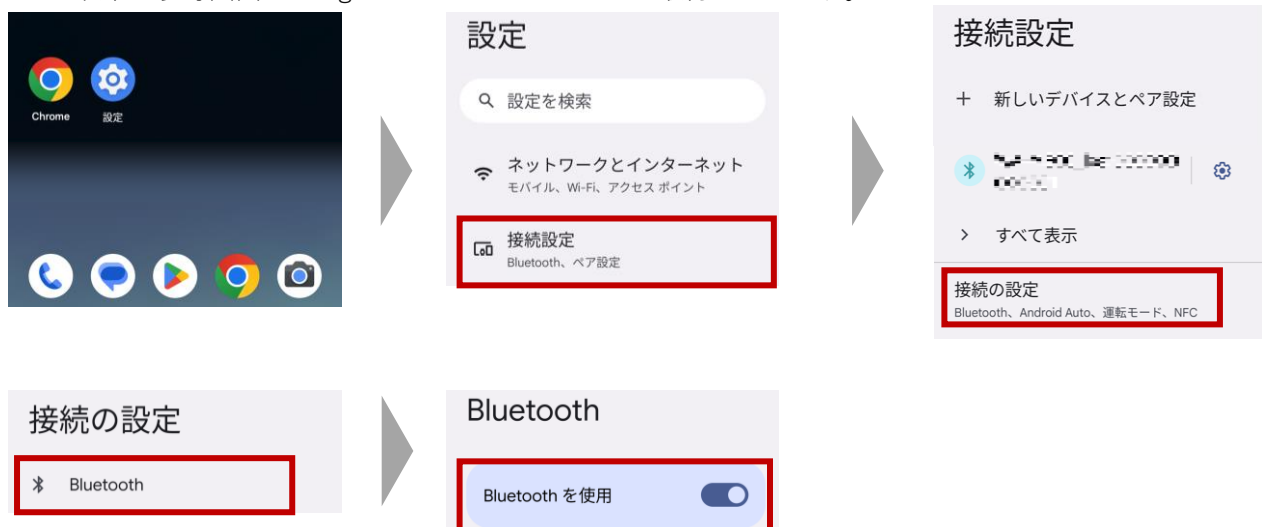 Chrome
設定
設定
設定を検索
ネットワークとインターネット
モバイル、Wi-Fi、アクセス ポイント
接続設定
Bluetooth、ペア設定
接続設定
+ 新しいデバイスとペア設定
> すべて表示
接続の設定
Bluetooth、Android Auto、運転モード、NFC
接続の設定
Bluetooth
Bluetooth
Bluetooth を使用